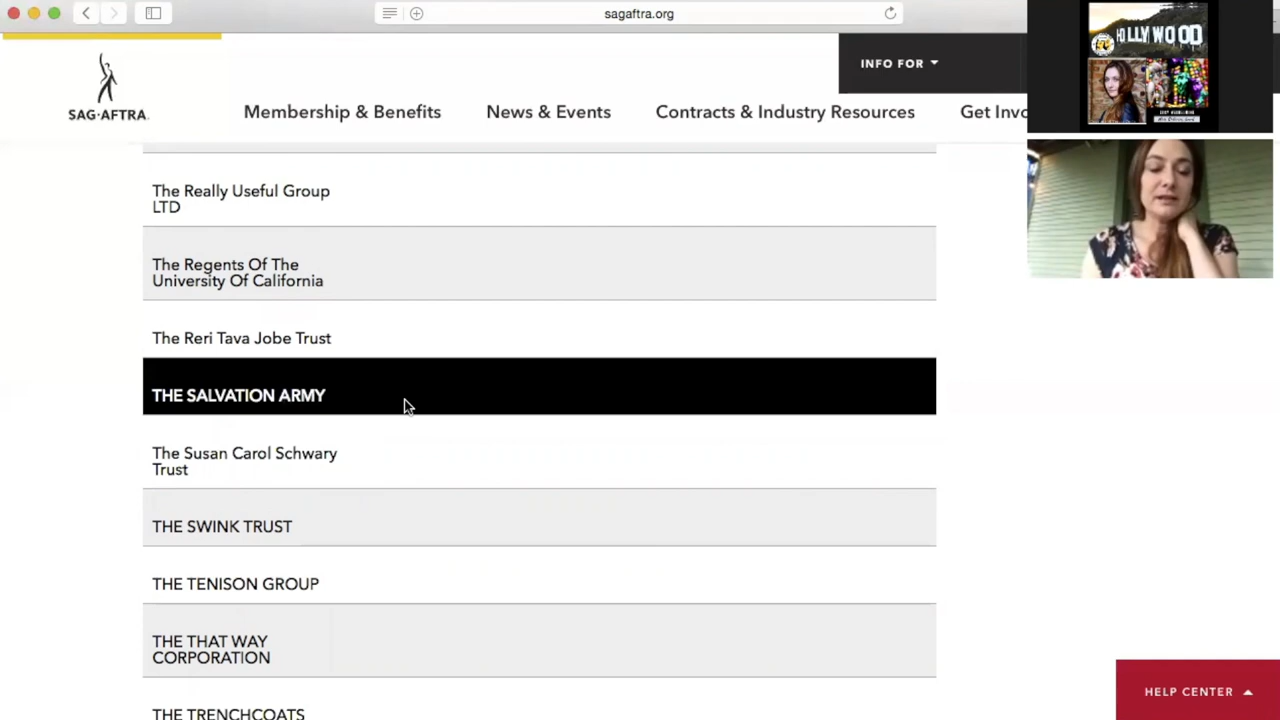 sagaftra.org
INFO FOR
SAG·AFTRA
Membership & Benefits
News & Events
Contracts & Industry Resources
Get Invo
HOLLYWOOD
The Really Useful Group
LTD
The Regents Of The
University Of California
The Reri Tava Jobe Trust
THE SALVATION ARMY
The Susan Carol Schwary
Trust
THE SWINK TRUST
THE TENISON GROUP
THE THAT WAY
CORPORATION
THE TRENCHCOATS
HELP CENTER